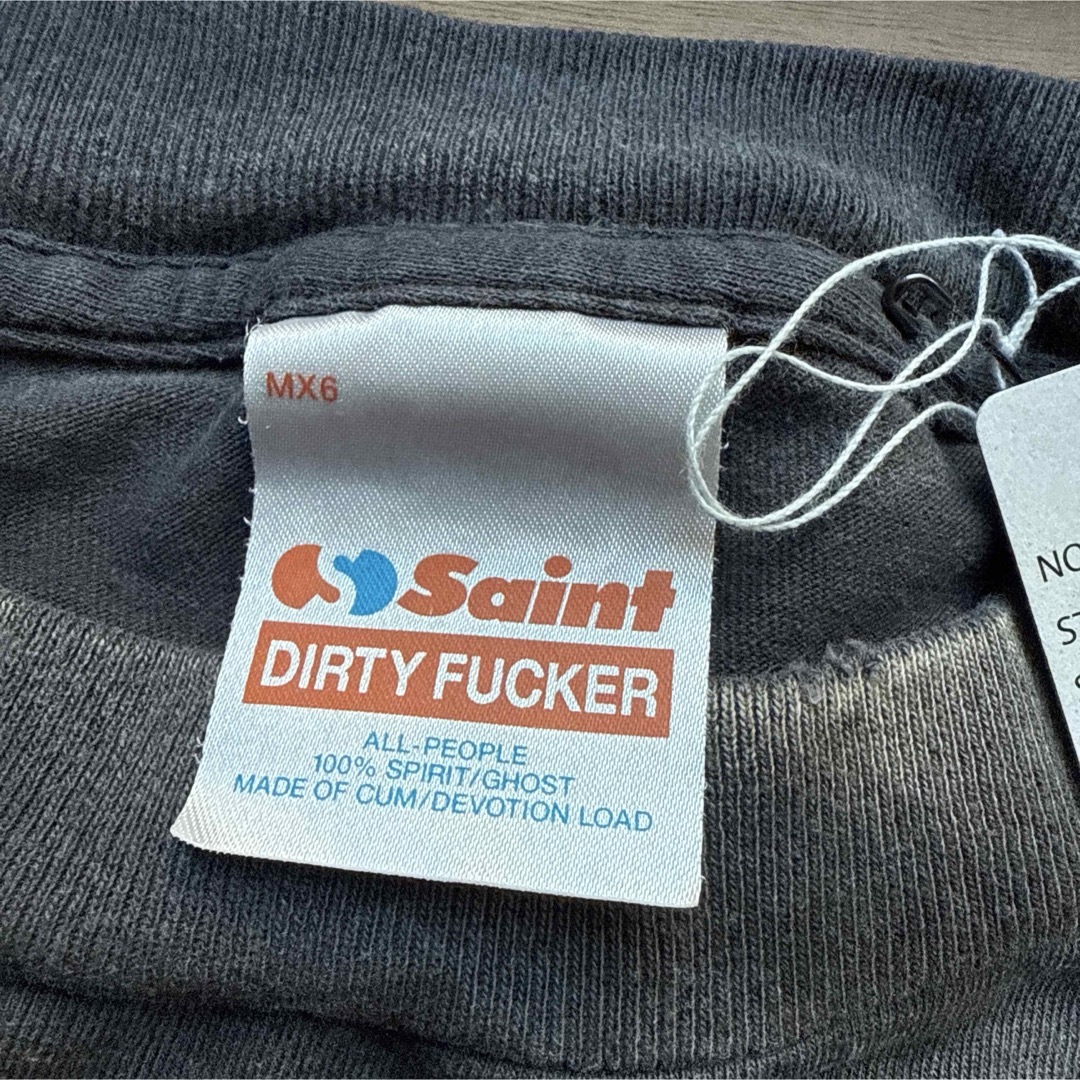 MX6
Saint
DIRTY FUCKER
ALL-PEOPLE
100% SPIRIT/GHOST
MADE OF CUM/DEVOTION LOAD